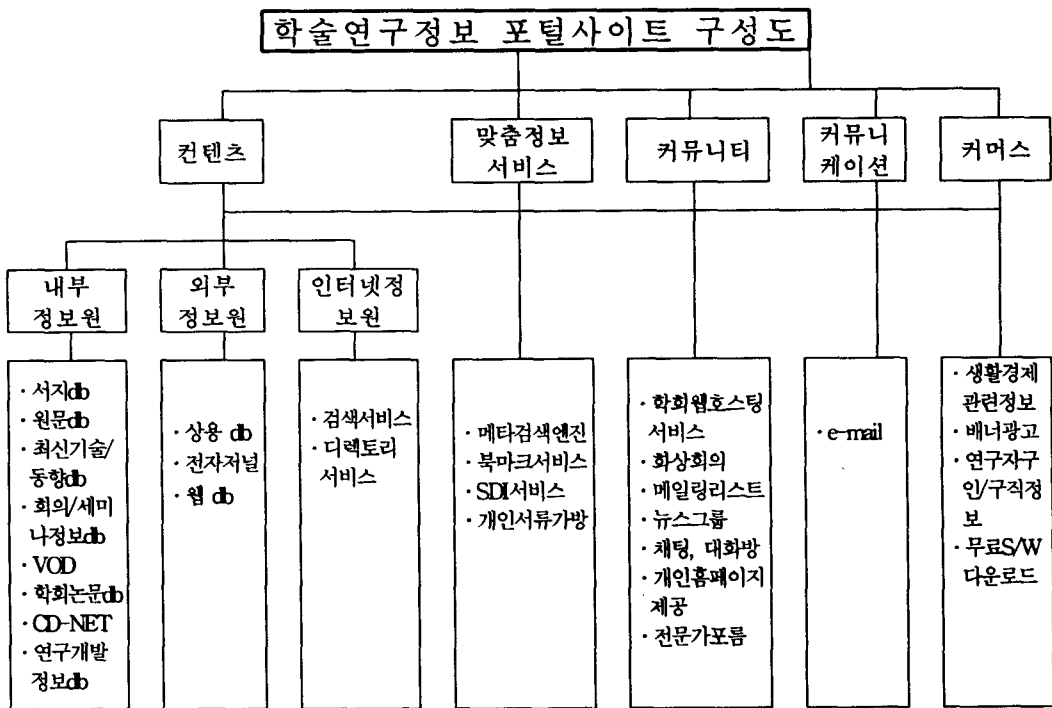 학술연구정보 포털사이트 구성도
컨텐츠
맞춤정보
서비스
커뮤니티
커뮤니
케이션
커머스
내부
정보원
외부
정보원
인터넷정
보원
· 서지db
· 원문db
· 최신기술/
동향db
· 회의/세미
나정보db
· VOD
· 학회논문db
· CD-NET
· 연구개발
정보db
· 상용 db
· 전자저널
· 웹 db
· 검색서비스
· 디렉토리
서비스
· 메타검색엔진
· 북마크서비스
· SDI서비스
· 개인서류가방
· 학회웹호스팅
서비스
· 화상회의
· 메일링리스트
· 뉴스그룹
· 채팅, 대화방
· 개인홈페이지
제공
· 전문가포름
· e-mail
· 생활경제
관련정보
· 배너광고
· 연구자구
인/구직정
보
· 무료S/W
다운로드